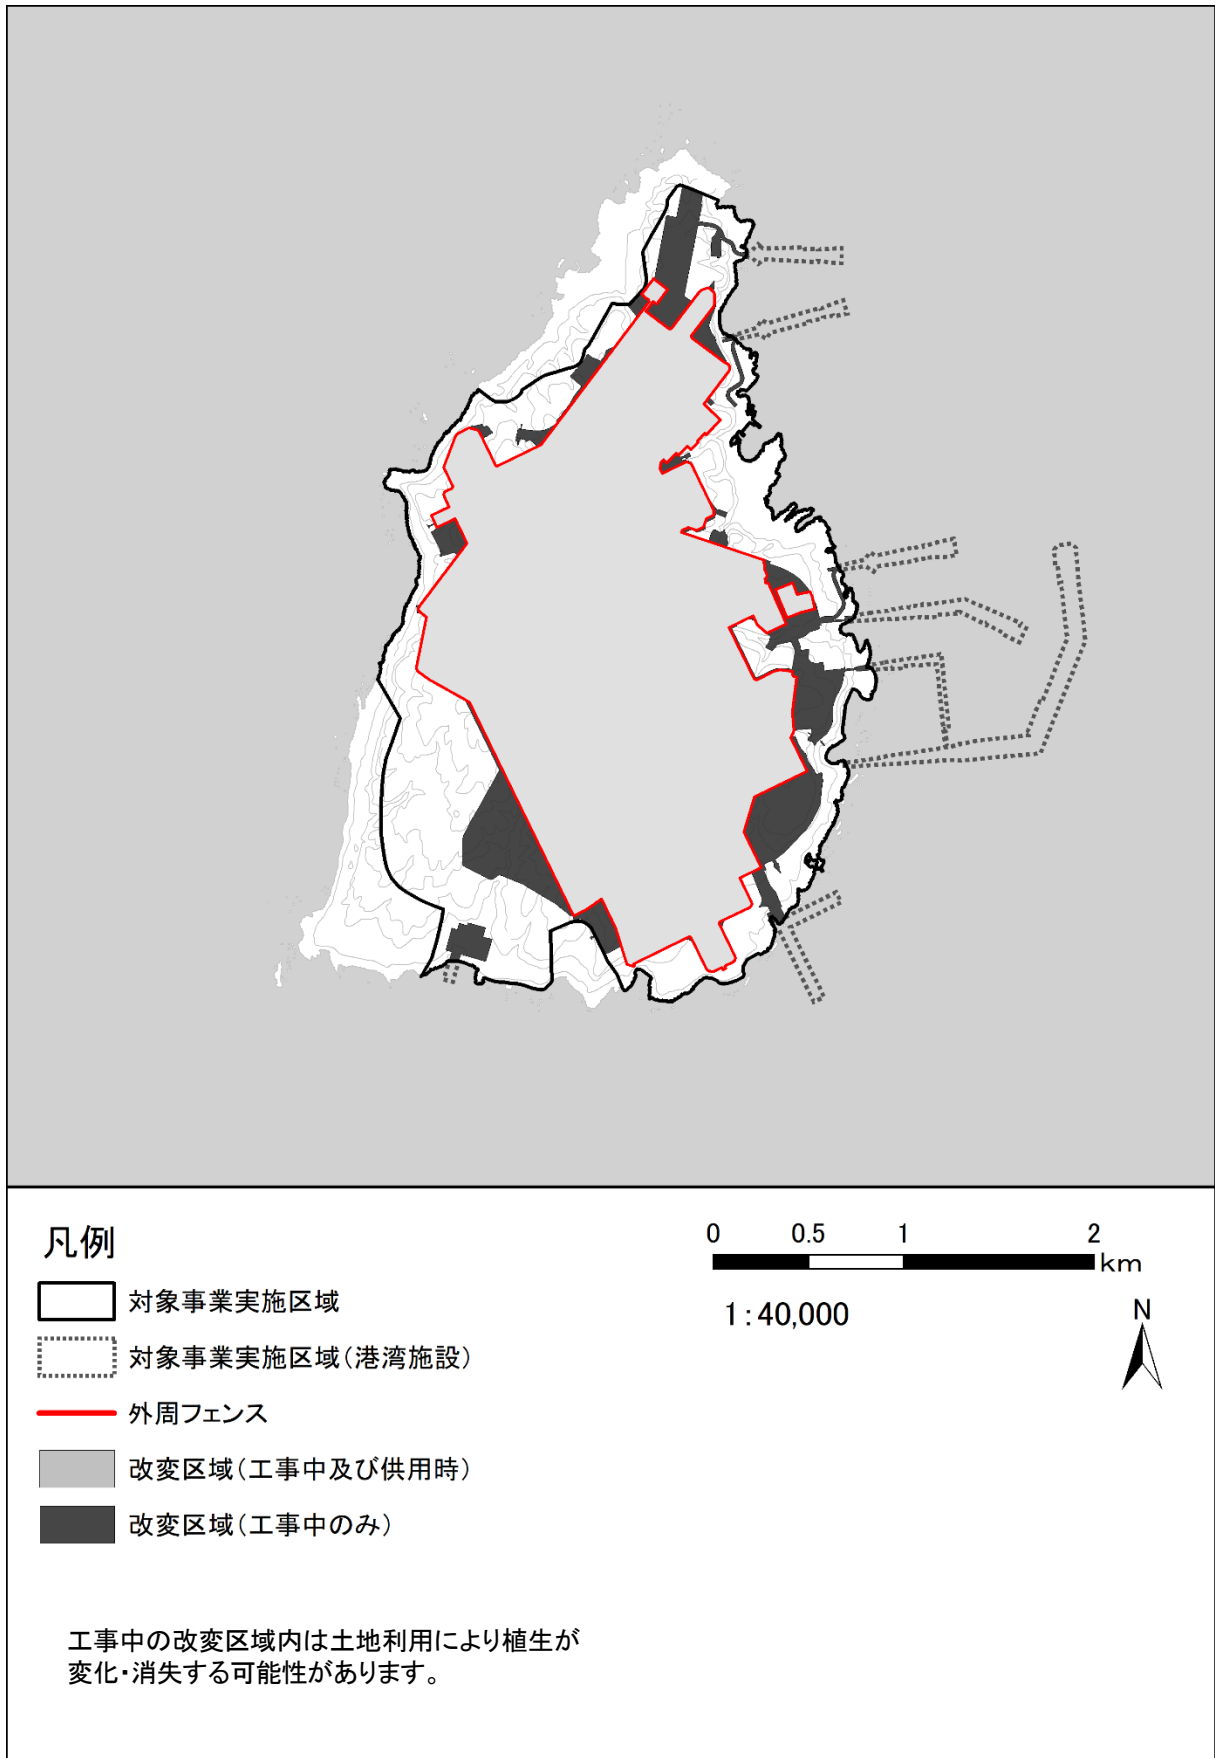 凡例
対象事業実施区域
対象事業実施区域(港湾施設)
外周フェンス
改変区域(工事中及び供用時)
改変区域(工事中のみ)
0 0.5 1 2
km
1:40,000
N
工事中の改変区域内は土地利用により植生が
変化・消失する可能性があります。